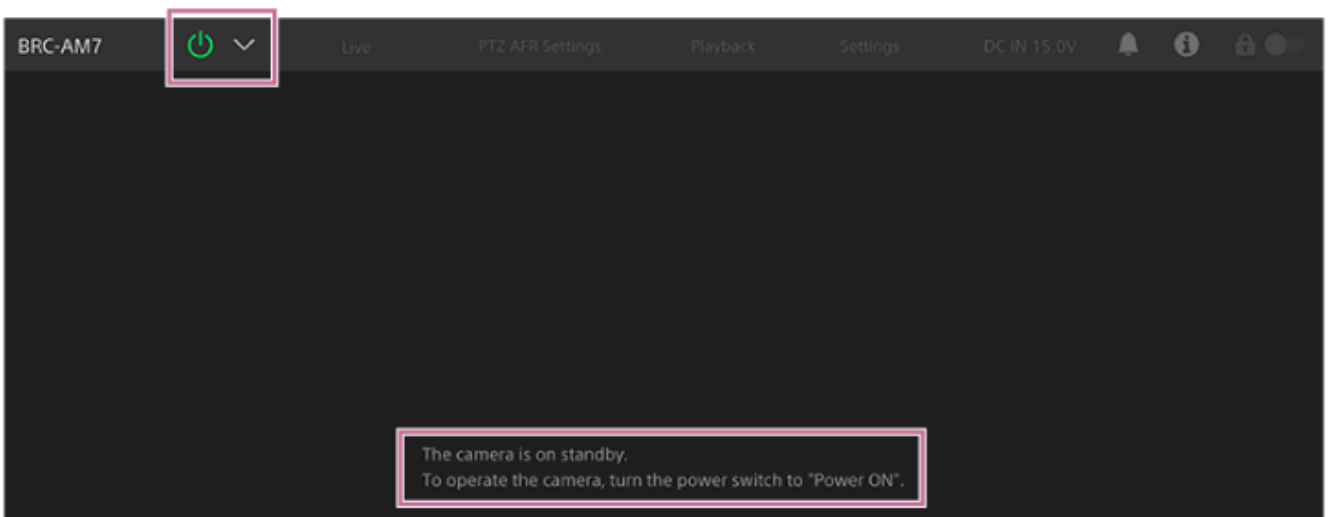 BRC-AM7 Live PTZ AFR Settings Playback Settings DC IN 15.0V
The camera is on standby.
To operate the camera, turn the power switch to "Power ON".